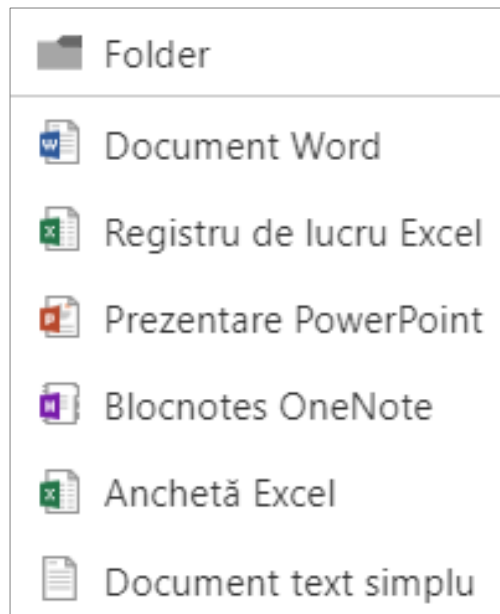 Folder
Document Word
Registru de lucru Excel
Prezentare PowerPoint
Blocnotes OneNote
Anchetă Excel
Document text simplu